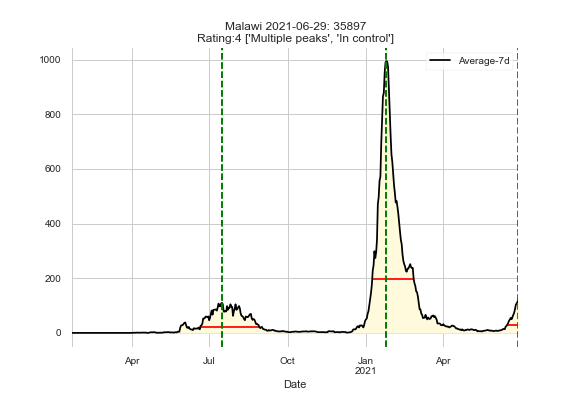 Malawi 2021-06-29: 35897
Rating:4 ['Multiple peaks', 'In control']
Average-7d
1000
800
600
400
200
0
Apr
Jul
Oct
Jan
2021
Apr
Date